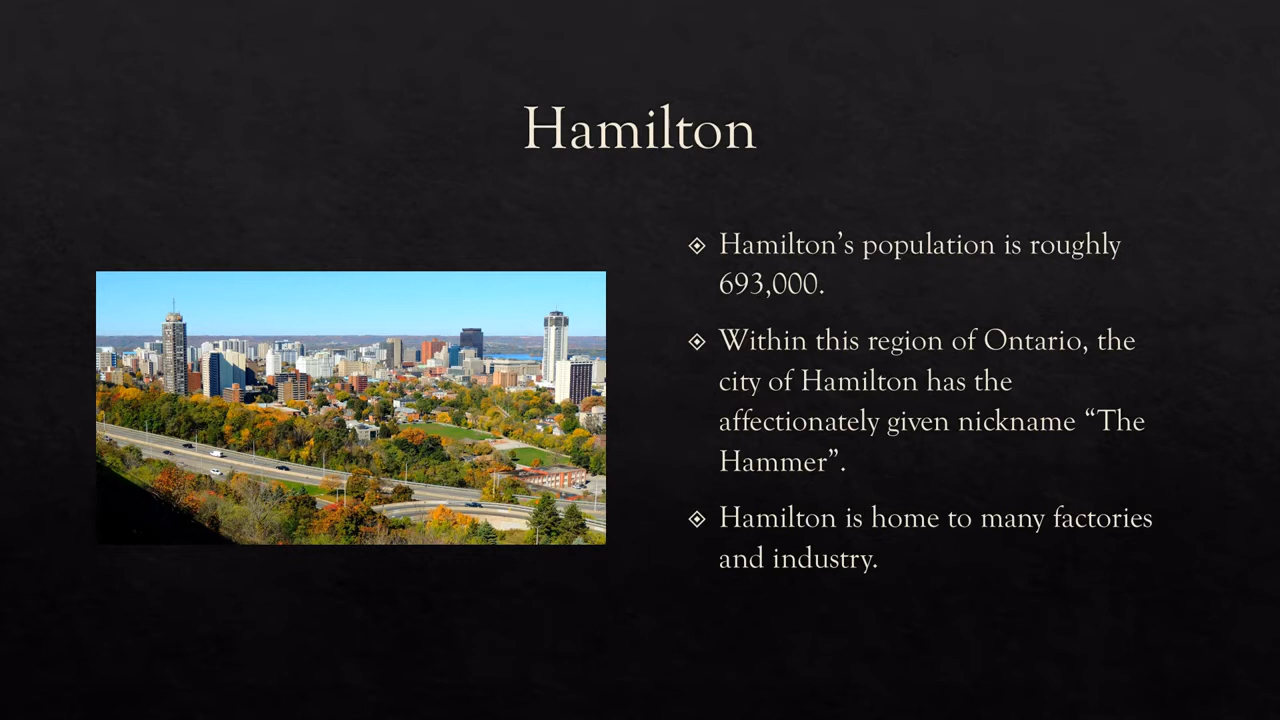 Hamilton
Hamilton’s population is roughly
693,000.
Within this region of Ontario, the
city of Hamilton has the
affectionately given nickname “The
Hammer”.
Hamilton is home to many factories
and industry.